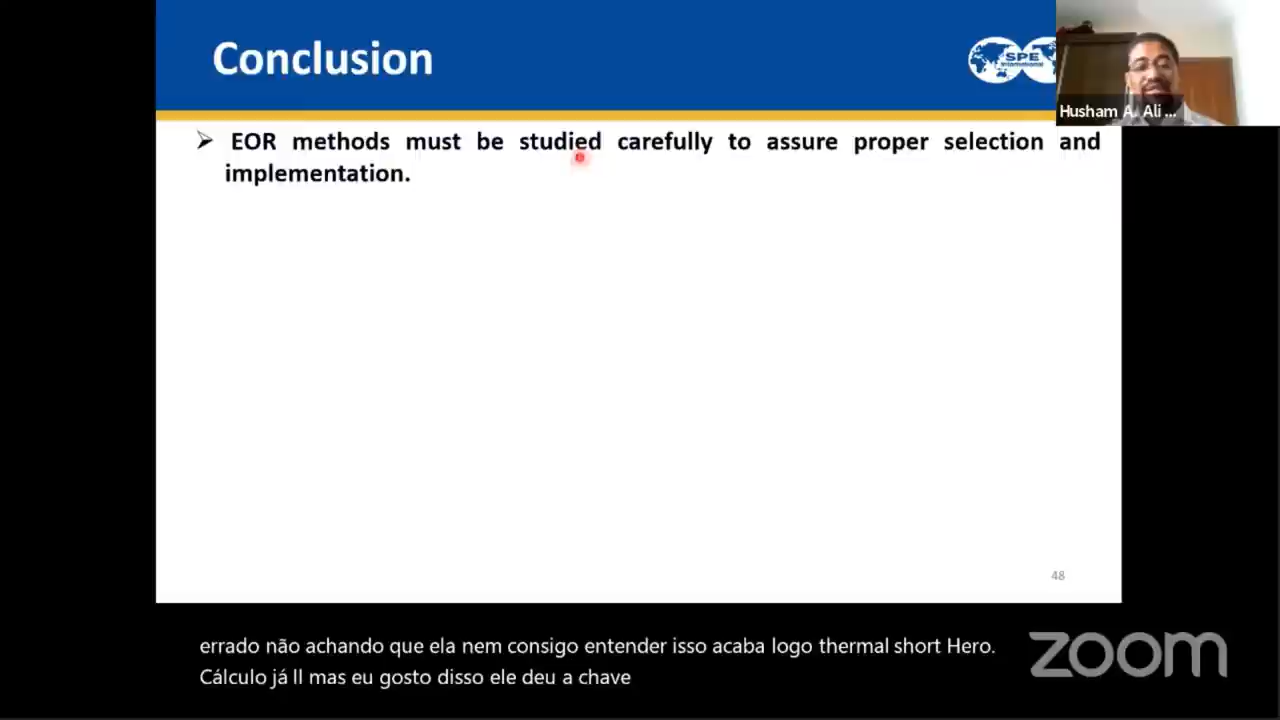 Conclusion
SPE
International
Husham A. Ali ...
➢ EOR methods must be studied carefully to assure proper selection and
implementation.
48
errado não achando que ela nem consigo entender isso acaba logo thermal short Hero.
Cálculo já ll mas eu gosto disso ele deu a chave
zoom